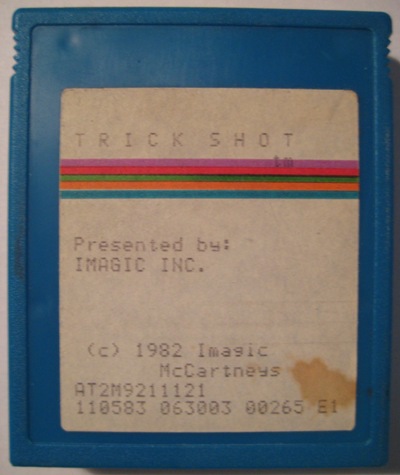 TRICK SHOT
tm
Presented by:
IMAGIC INC.
(c) 1982 Imagic
McCartneys
AT2M9211121
110583 063003 00265 E1